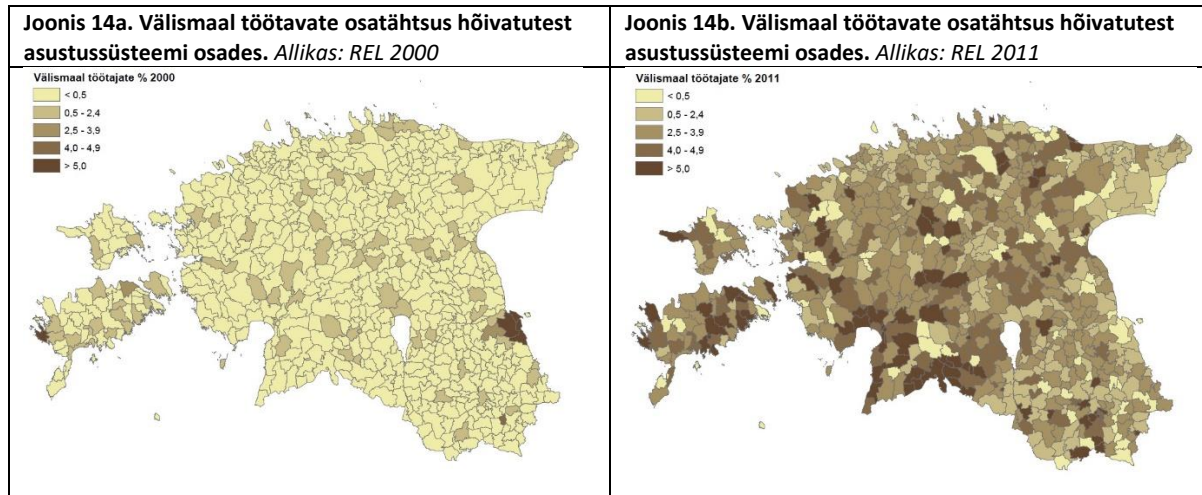 Joonis 14a. Välismaal töötavate osatähtsus hõivatutest
asustussüsteemi osades. Allikas: REL 2000
Välismaal töötajate % 2000
< 0,5
0,5 - 2,4
2,5 - 3,9
4,0 - 4,9
> 5,0
Joonis 14b. Välismaal töötavate osatähtsus hõivatutest
asustussüsteemi osades. Allikas: REL 2011
Välismaal töötajate % 2011
< 0,5
0,5 - 2,4
2,5 - 3,9
4,0 - 4,9
> 5,0